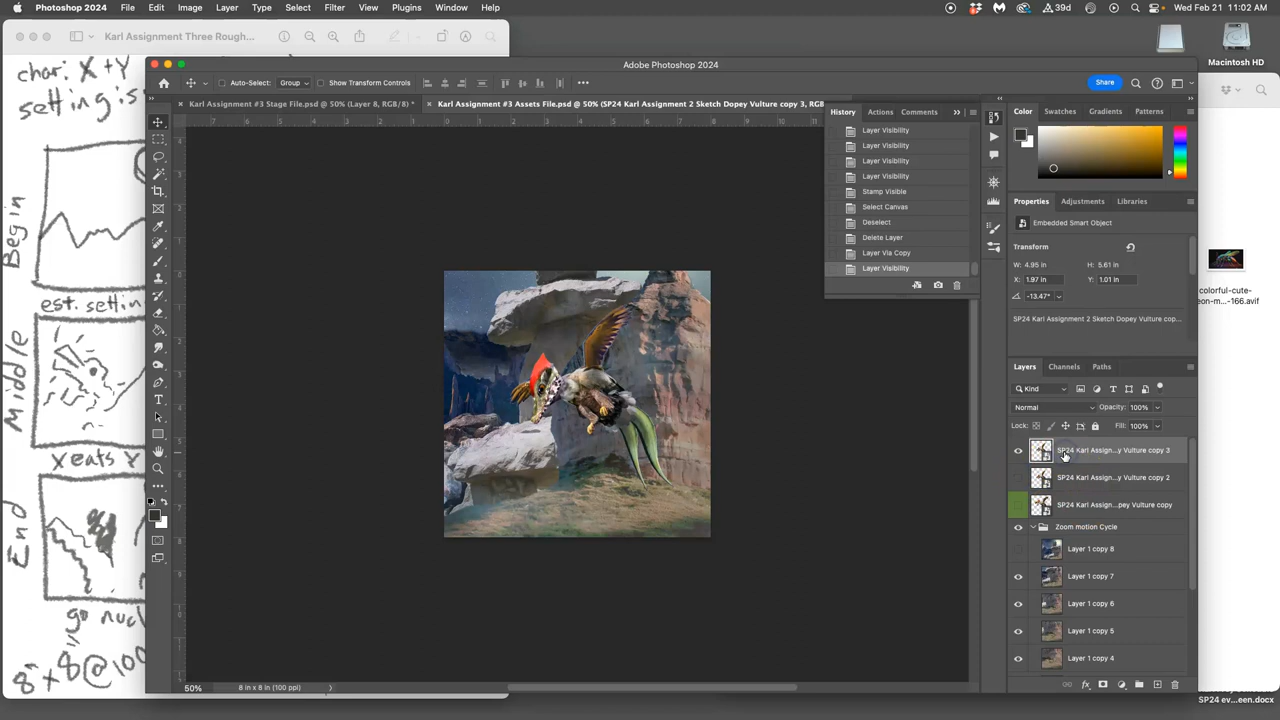 Photoshop 2024 File Edit Image Layer Type Select Filter View Plugins Window Help 39d Wed Feb 21 11:02 AM
Karl Assignment Three Rough...
char: X + Y
setting is
Begin
est. settin
Middle
X eats Y
End
go nucl
8" x 8" @ 100
Adobe Photoshop 2024
Auto-Select: Group Show Transform Controls Share
Karl Assignment #3 Stage File.psd @ 50% (Layer 8, RGB/8) *
Karl Assignment #3 Assets File.psd @ 50% (SP24 Karl Assignment 2 Sketch Dopey Vulture copy 3, RGB/8
History Actions Comments
Layer Visibility
Layer Visibility
Layer Visibility
Layer Visibility
Stamp Visible
Select Canvas
Deselect
Delete Layer
Layer Via Copy
Layer Visibility
50% 8 in x 8 in (100 ppi)
Color Swatches Gradients Patterns
Properties Adjustments Libraries
Embedded Smart Object
Transform
W: 4.95 in H: 5.61 in
X: 1.97 in Y: 1.01 in
-13.47°
SP24 Karl Assignment 2 Sketch Dopey Vulture cop...
Layers Channels Paths
Kind
Normal Opacity: 100%
Lock: Fill: 100%
SP24 Karl Assign...y Vulture copy 3
SP24 Karl Assign...y Vulture copy 2
SP24 Karl Assign...pey Vulture copy
Zoom motion Cycle
Layer 1 copy 8
Layer 1 copy 7
Layer 1 copy 6
Layer 1 copy 5
Layer 1 copy 4
Macintosh HD
colorful-cute-
eon-m...-166.avif
SP24 ev...een.docx